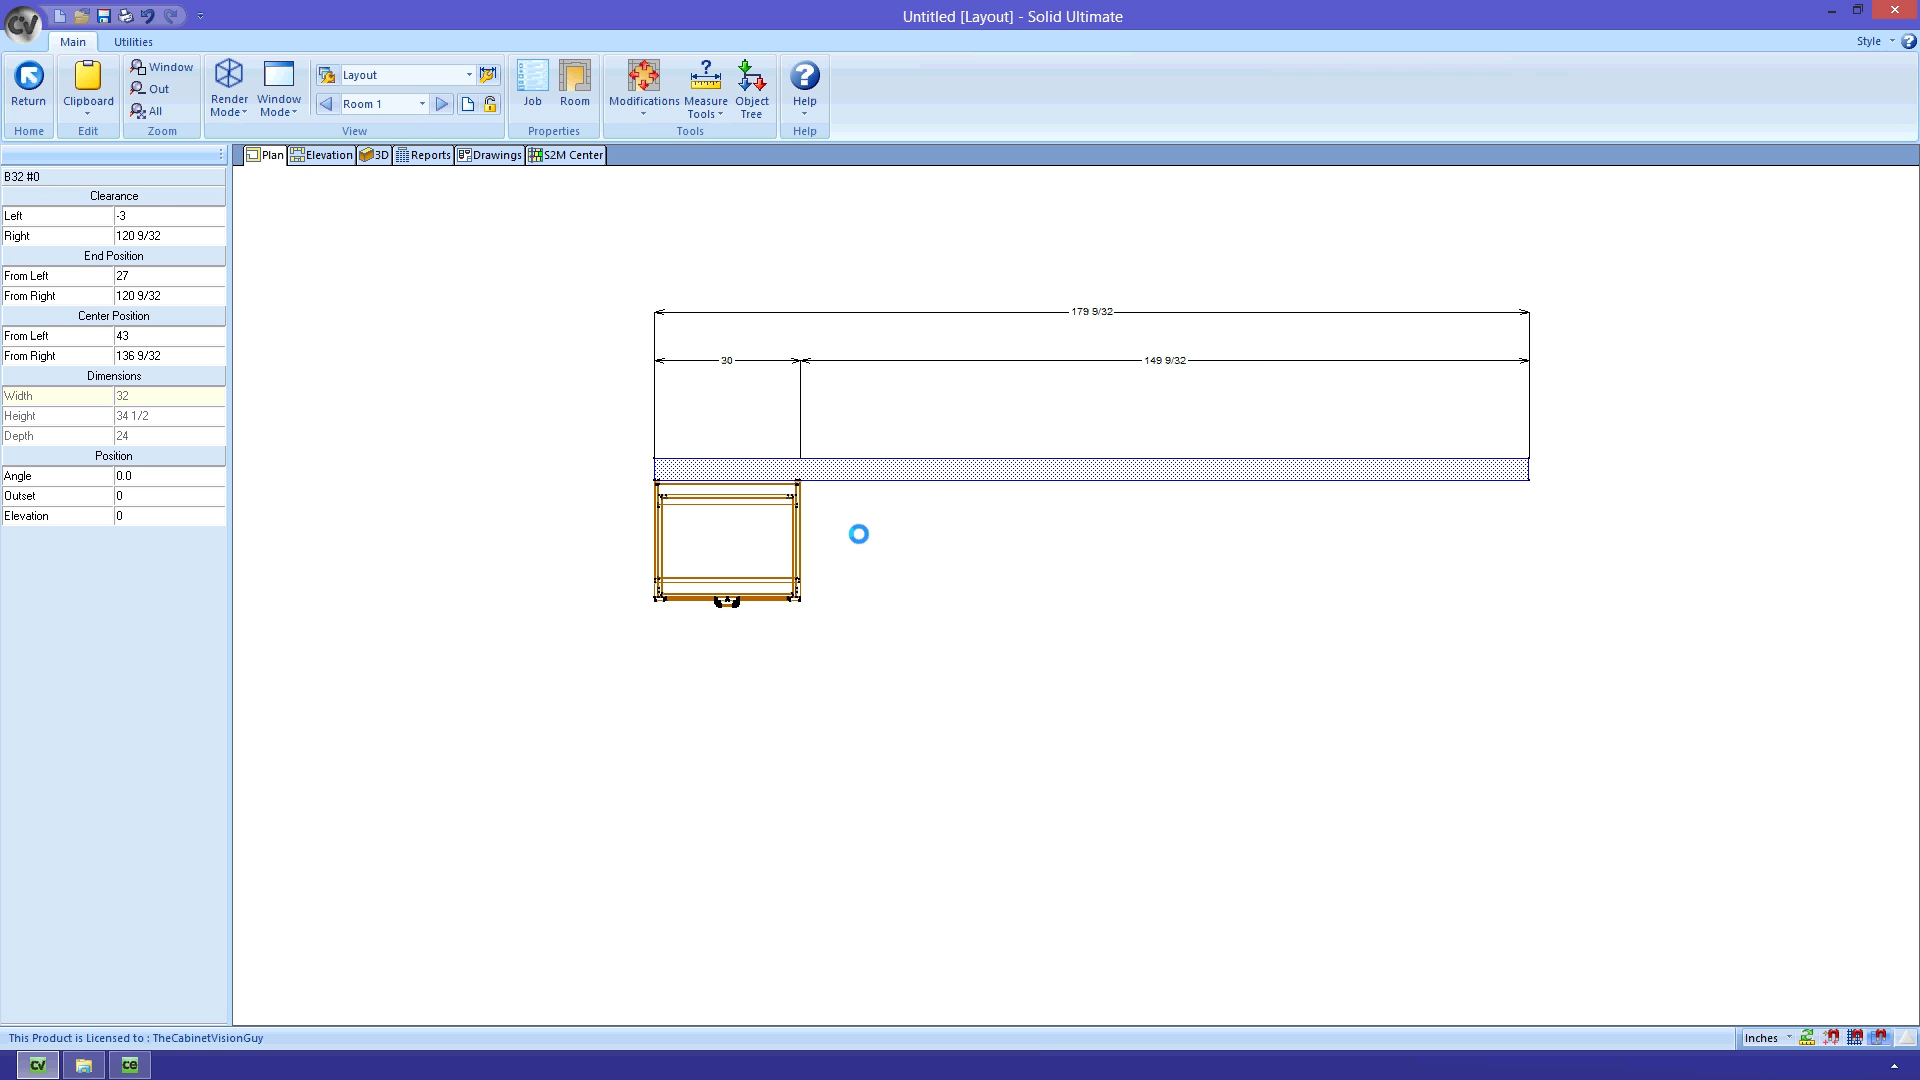 Untitled [Layout] - Solid Ultimate
Main
Utilities
Style
Return
Clipboard
Window
Out
All
Render Mode
Window Mode
Layout
Room 1
Job
Room
Modifications
Measure Tools
Object Tree
Help
Home
Edit
Zoom
View
Properties
Tools
Help
Plan
Elevation
3D
Reports
Drawings
S2M Center
B32 #0
Clearance
Left -3
Right 120 9/32
End Position
From Left 27
From Right 120 9/32
Center Position
From Left 43
From Right 136 9/32
Dimensions
Width 32
Height 34 1/2
Depth 24
Position
Angle 0.0
Outset 0
Elevation 0
179 9/32
30
149 9/32
This Product is Licensed to : TheCabinetVisionGuy
Inches
CV
ce